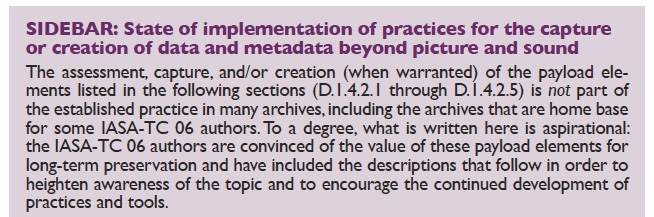 SIDEBAR: State of implementation of practices for the capture
or creation of data and metadata beyond picture and sound
The assessment, capture, and/or creation (when warranted) of the payload ele-
ments listed in the following sections (D.1.4.2.1 through D.1.4.2.5) is not part of
the established practice in many archives, including the archives that are home base
for some IASA-TC 06 authors. To a degree, what is written here is aspirational:
the IASA-TC 06 authors are convinced of the value of these payload elements for
long-term preservation and have included the descriptions that follow in order to
heighten awareness of the topic and to encourage the continued development of
practices and tools.